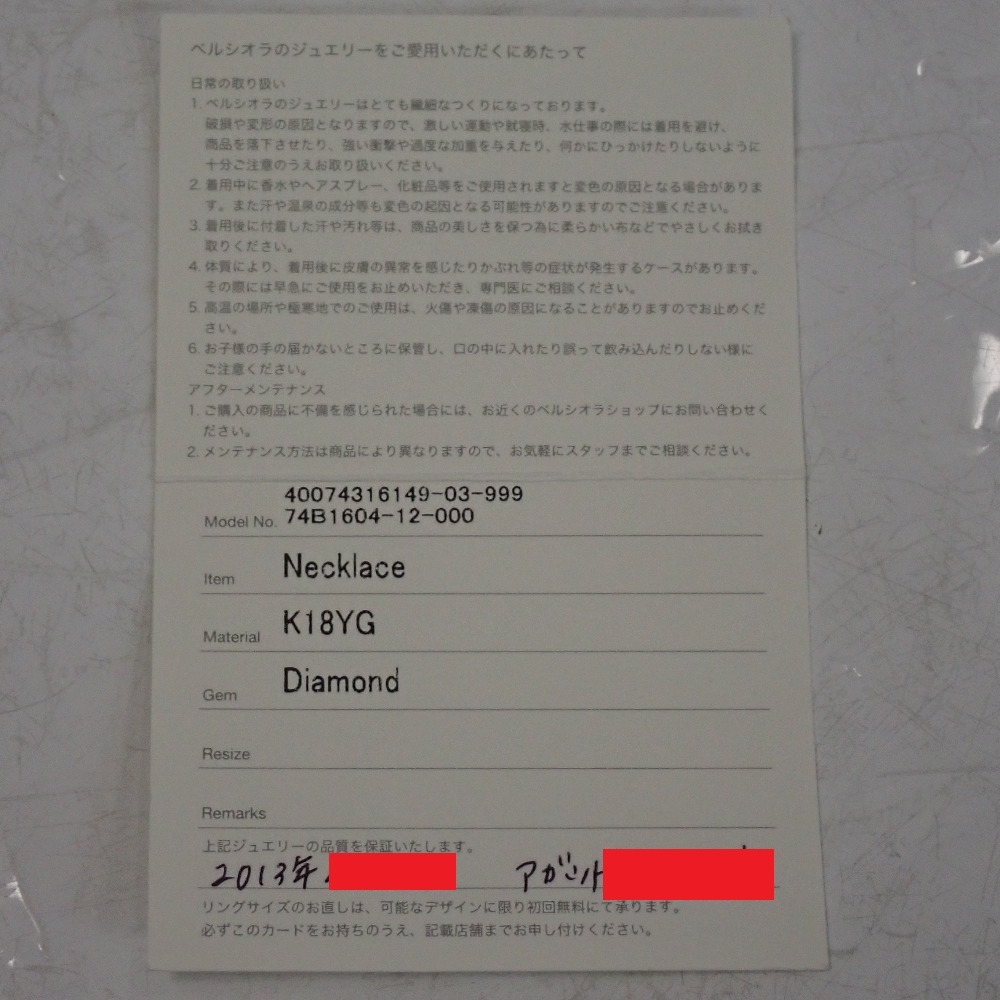 ベルシオラのジュエリーをご愛用いただくにあたって
日常の取り扱い
1. ベルシオラのジュエリーはとても繊細なつくりになっております。
破損や変形の原因となりますので、激しい運動や就寝時、水仕事の際には着用を避け、
商品を落下させたり、強い衝撃や過度な加重を与えたり、何かにひっかけたりしないように
十分ご注意のうえお取り扱いください。
2. 着用中に香水やヘアスプレー、化粧品等をご使用されますと変色の原因となる場合がありま
す。また汗や温泉の成分等も変色の起因となる可能性がありますのでご注意ください。
3. 着用後に付着した汗や汚れ等は、商品の美しさを保つ為に柔らかい布などでやさしくお拭き
取りください。
4. 体質により、着用後に皮膚の異常を感じたりかぶれ等の症状が発生するケースがあります。
その際には早急にご使用をお止めいただき、専門医にご相談ください。
5. 高温の場所や極寒地でのご使用は、火傷や凍傷の原因になることがありますのでお止めくだ
さい。
6. お子様の手の届かないところに保管し、口の中に入れたり誤って飲み込んだりしない様に
ご注意ください。
アフターメンテナンス
1. ご購入の商品に不備を感じられた場合には、お近くのベルシオラショップにお問い合わせく
ださい。
2. メンテナンス方法は商品により異なりますので、お気軽にスタッフまでご相談ください。
40074316149-03-999
Model No. 74B1604-12-000
Item Necklace
Material K18YG
Gem Diamond
Resize
Remarks
上記ジュエリーの品質を保証いたします。
2013年 アガット
リングサイズのお直しは、可能なデザインに限り初回無料にて承ります。
必ずこのカードをお持ちのうえ、記載店舗までお申し付けください。